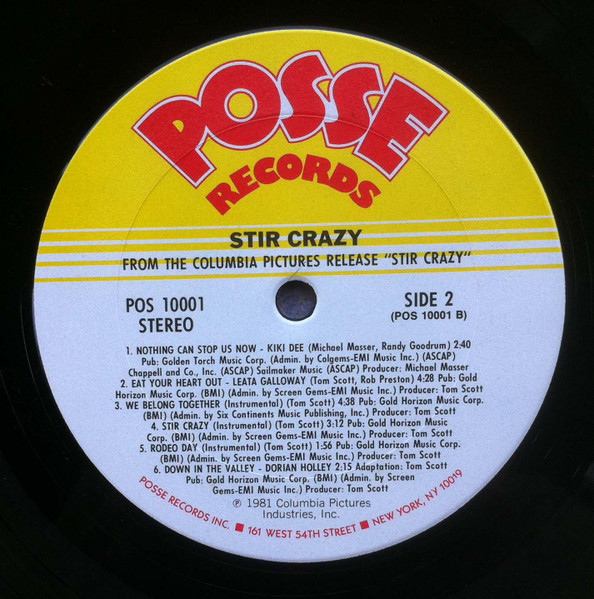 POSSE
RECORDS
STIR CRAZY
FROM THE COLUMBIA PICTURES RELEASE "STIR CRAZY"
POS 10001
STEREO
SIDE 2
(POS 10001 B)
1. NOTHING CAN STOP US NOW - KIKI DEE (Michael Masser, Randy Goodrum) 2:40
Pub: Golden Torch Music Corp. (Admin. by Colgems-EMI Music Inc.) (ASCAP)
Chappell and Co., Inc. (ASCAP) Sailmaker Music (ASCAP) Producer: Michael Masser
2. EAT YOUR HEART OUT - LEATA GALLOWAY (Tom Scott, Rob Preston) 4:28 Pub: Gold
Horizon Music Corp. (BMI) (Admin. by Screen Gems-EMI Music Inc.) Producer: Tom Scott
3. WE BELONG TOGETHER (Instrumental) (Tom Scott) 4:38 Pub: Gold Horizon Music Corp.
(BMI) (Admin. by Six Continents Music Publishing, Inc.) Producer: Tom Scott
4. STIR CRAZY (Instrumental) (Tom Scott) 3:12 Pub: Gold Horizon Music
Corp. (BMI) (Admin. by Screen Gems-EMI Music Inc.) Producer: Tom Scott
5. RODEO DAY (Instrumental) (Tom Scott) 1:56 Pub: Gold Horizon Music Corp.
(BMI) (Admin. by Screen Gems-EMI Music Inc.) Producer: Tom Scott
6. DOWN IN THE VALLEY - DORIAN HOLLEY 2:15 Adaptation: Tom Scott
Pub: Gold Horizon Music Corp. (BMI) (Admin. by Screen
Gems-EMI Music Inc.) Producer: Tom Scott
℗ 1981 Columbia Pictures
Industries, Inc.
POSSE RECORDS INC. ■ 161 WEST 54TH STREET ■ NEW YORK, NY 10019